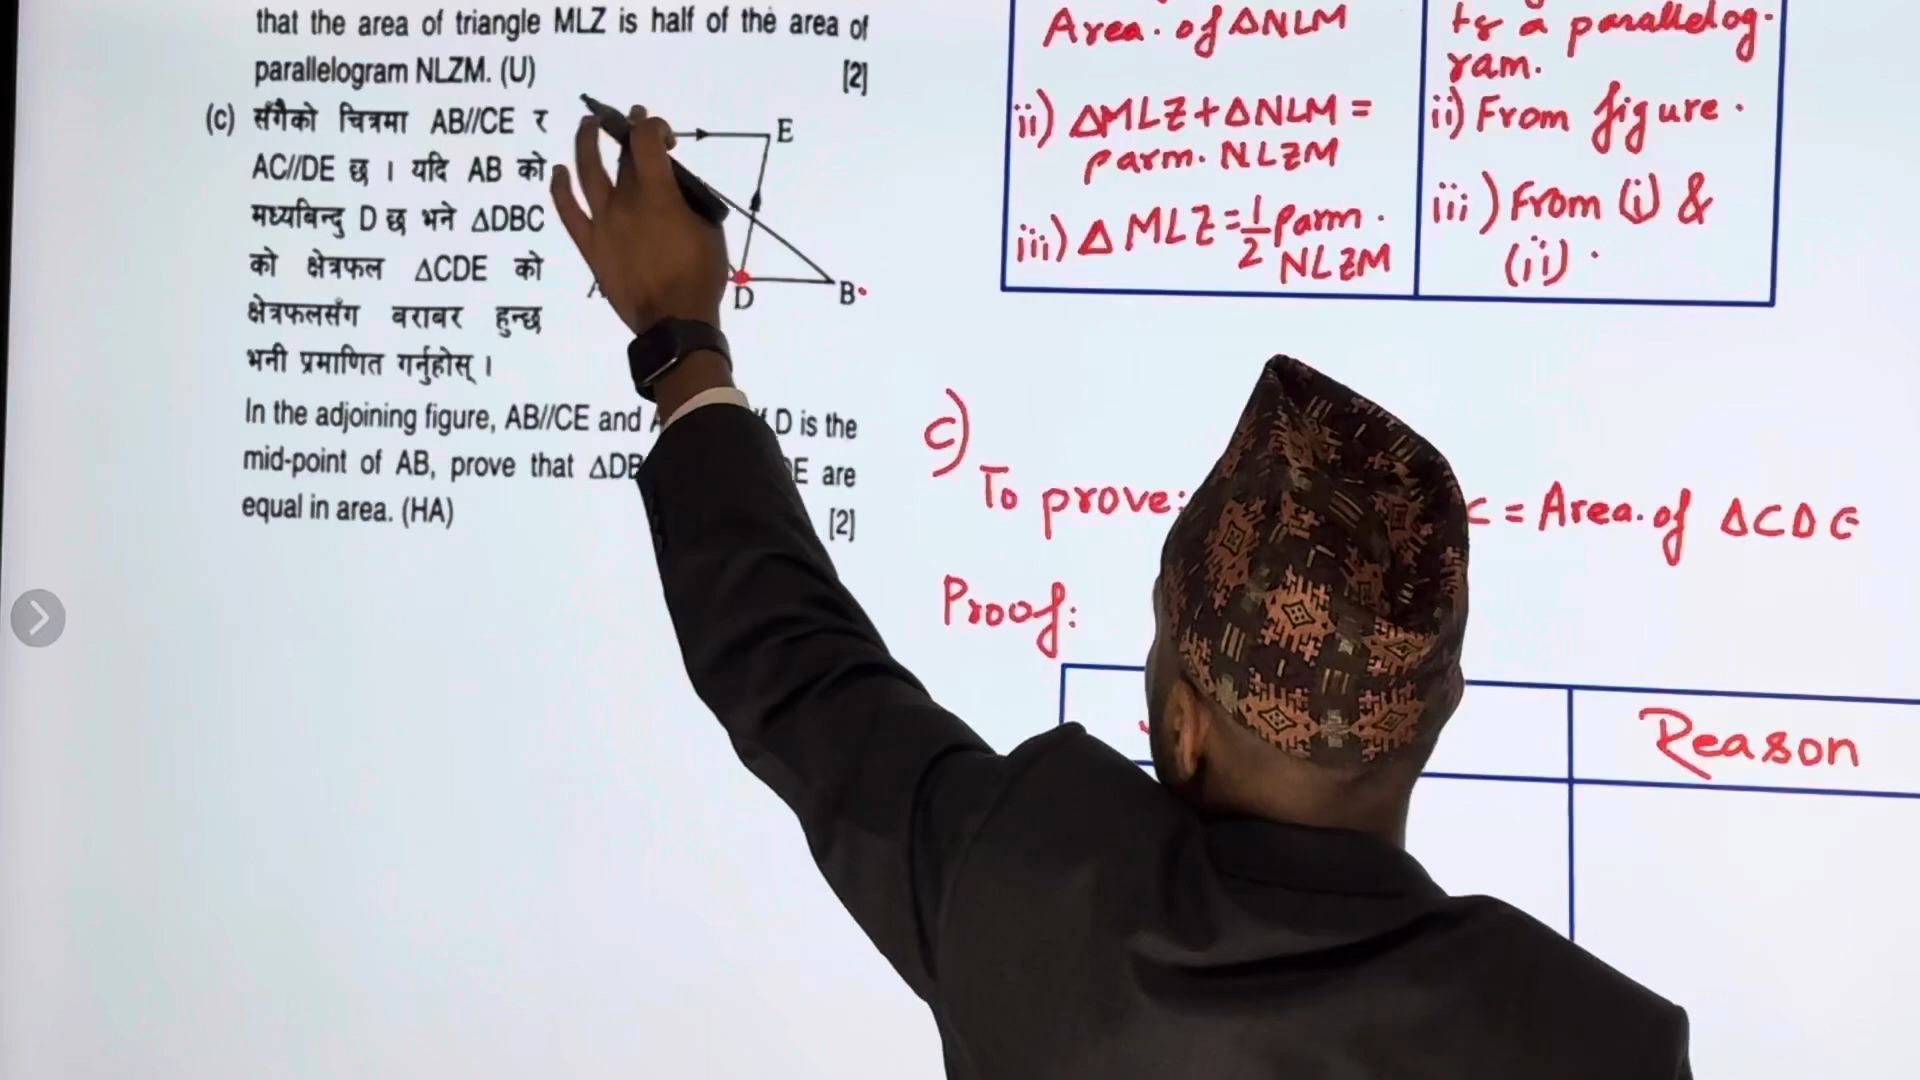 that the area of triangle MLZ is half of the area of
parallelogram NLZM. (U) [2]
(c) सँगैको चित्रमा AB//CE र
AC//DE छ । यदि AB को
मध्यबिन्दु D छ भने ΔDBC
को क्षेत्रफल ΔCDE को
क्षेत्रफलसँग बराबर हुन्छ
भनी प्रमाणित गर्नुहोस् ।
E
D
B
In the adjoining figure, AB//CE and D is the
mid-point of AB, prove that are
equal in area. (HA) [2]
Area. of ΔNLM
ii) ΔMLZ+ΔNLM =
parm. NLZM
iii) Δ MLZ=1/2 parm.
NLZM
a parallelog-
ram.
ii) From figure.
iii) From (i) &
(ii).
c)
To prove: = Area. of ΔCDE
Proof:
Reason